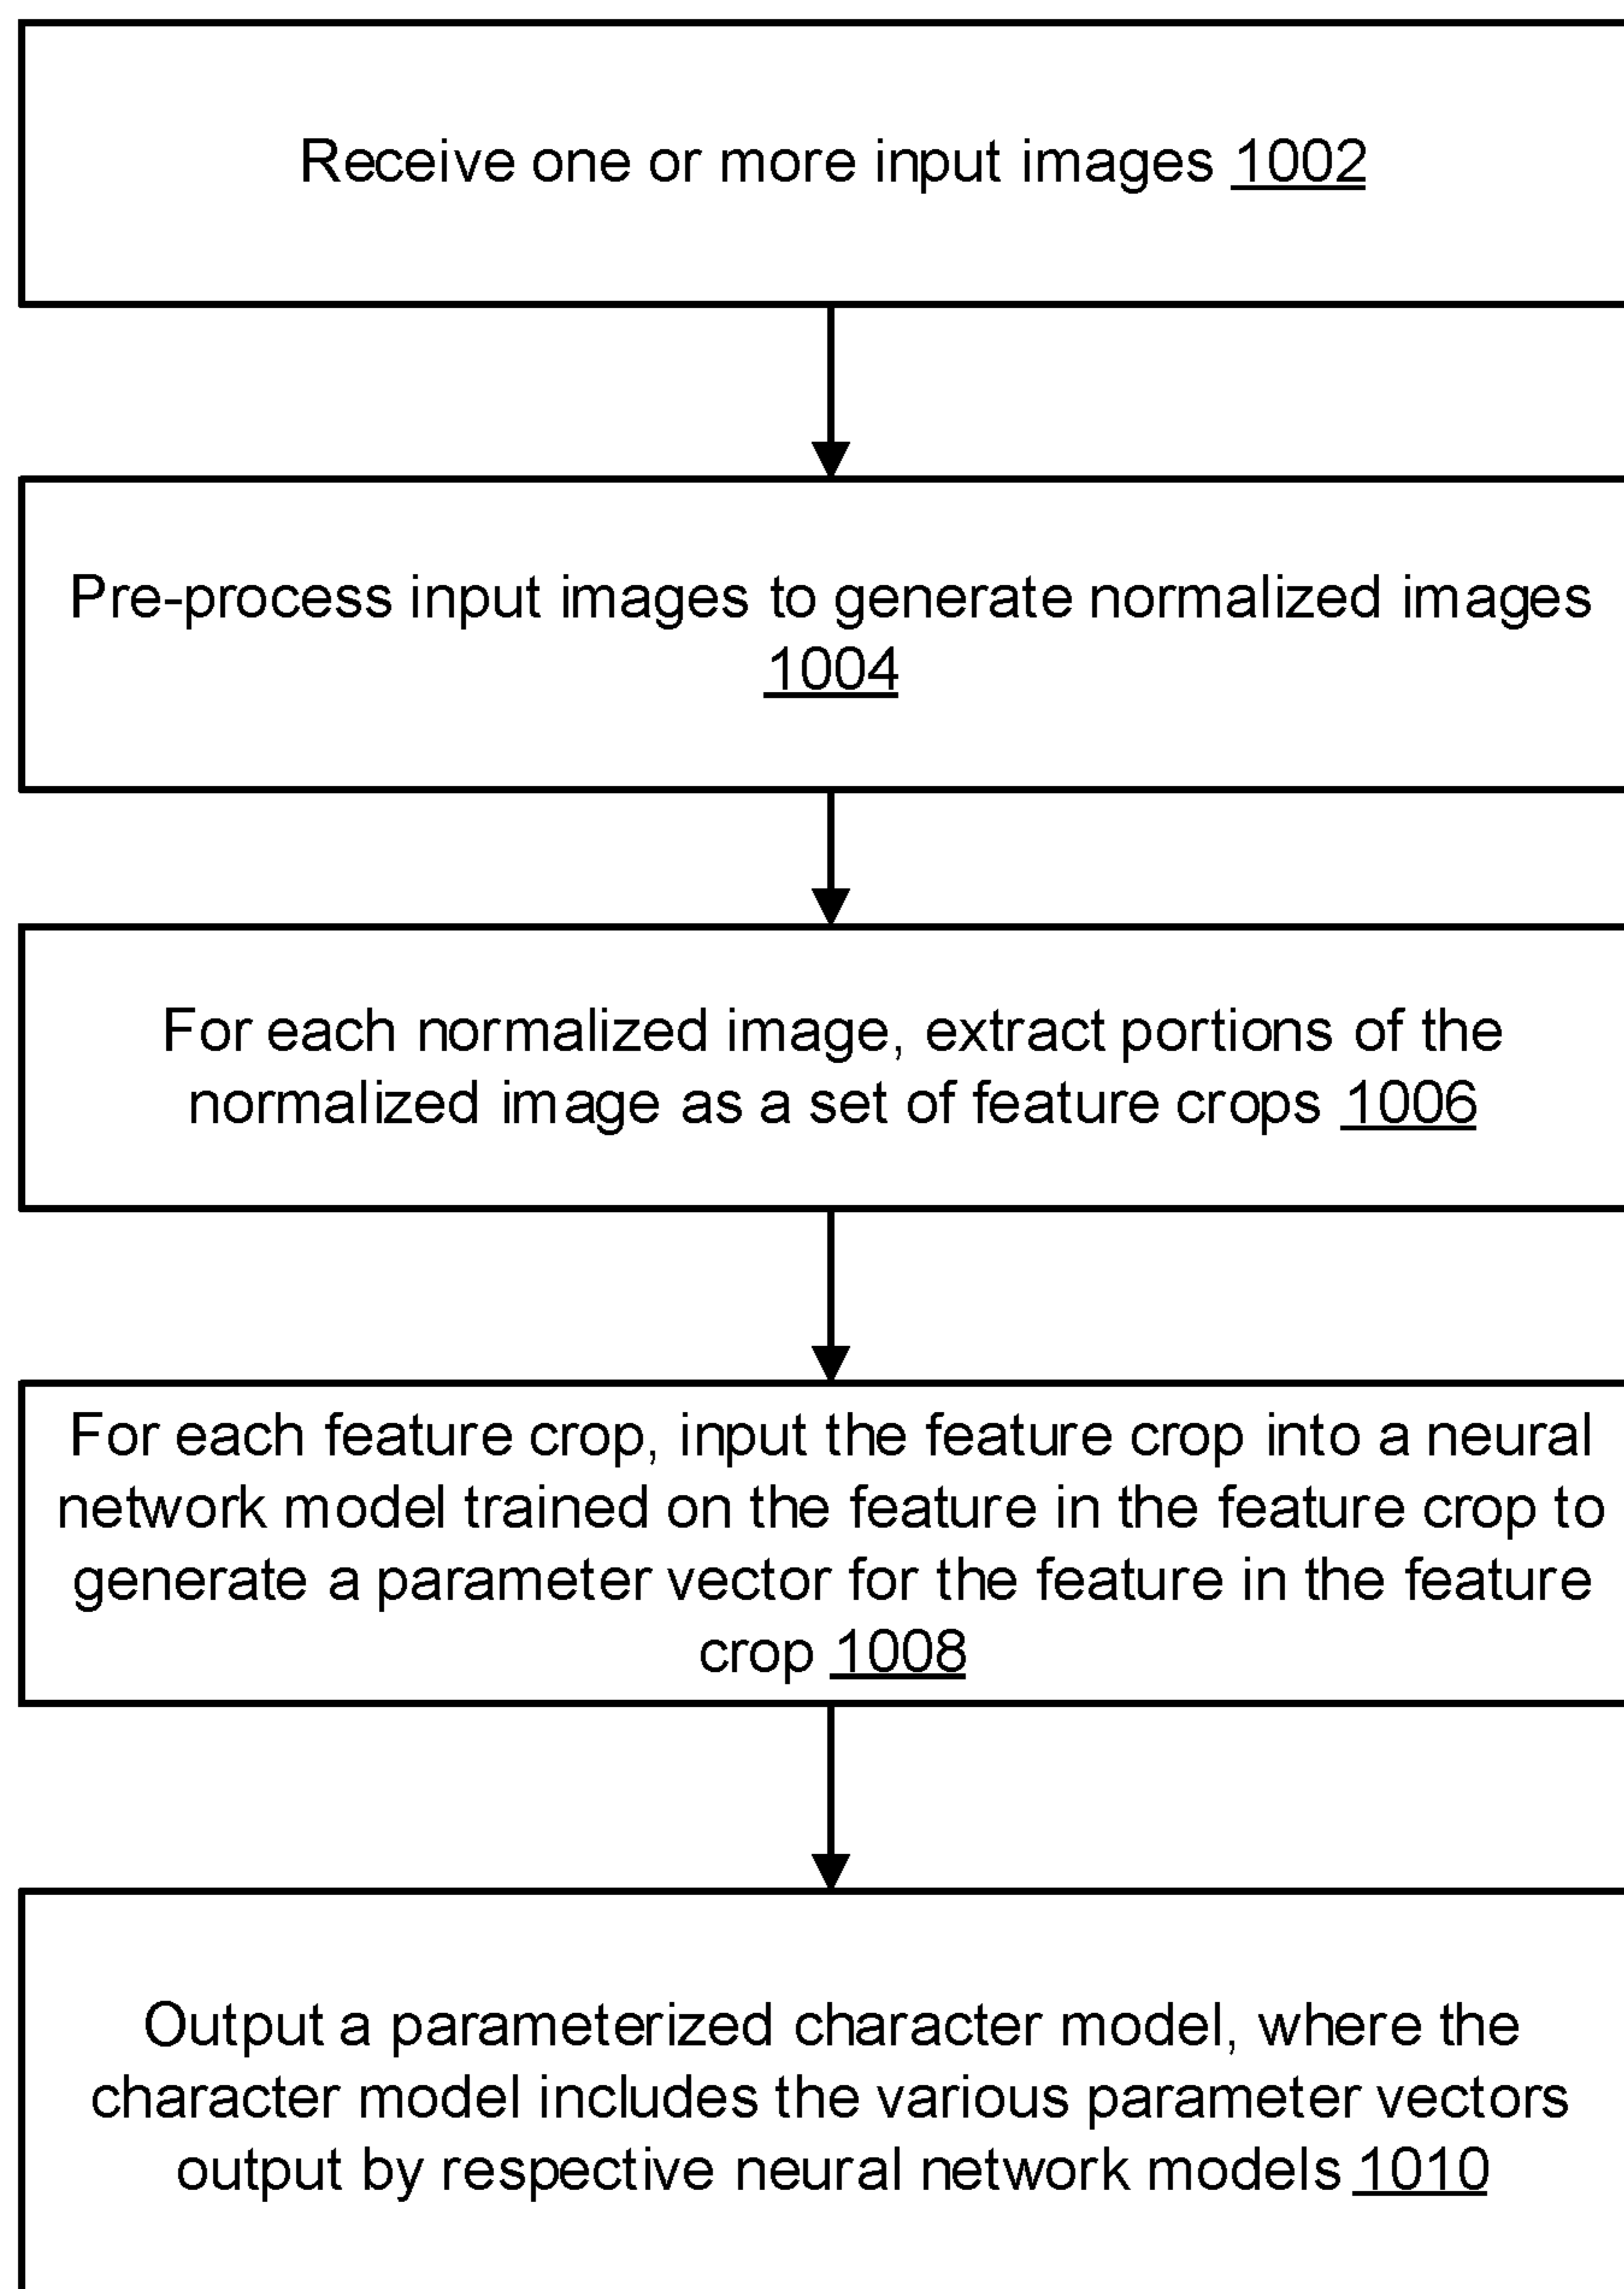 Receive one or more input images 1002
Pre-process input images to generate normalized images
1004
For each normalized image, extract portions of the
normalized image as a set of feature crops 1006
For each feature crop, input the feature crop into a neural
network model trained on the feature in the feature crop to
generate a parameter vector for the feature in the feature
crop 1008
Output a parameterized character model, where the
character model includes the various parameter vectors
output by respective neural network models 1010